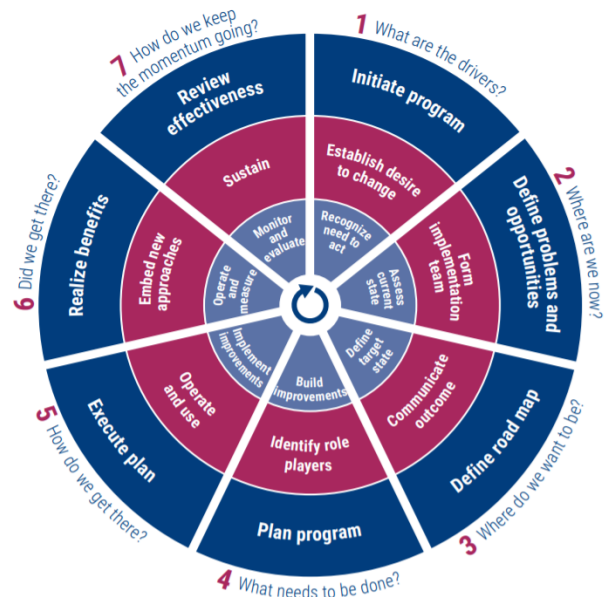 1 What are the drivers?
Initiate program
Establish desire
to change
Recognize
need to
act
2 Where are we now?
Define problems and
opportunities
Form
implementation
team
Assess
current
state
3 Where do we want to be?
Define road map
Communicate
outcome
Define
target
state
4 What needs to be done?
Plan program
Identify role
players
Build
improvements
5 How do we get there?
Execute plan
Operate
and use
Implement
improvements
6 Did we get there?
Realize benefits
Embed new
approaches
Operate
and
measure
7 How do we keep
the momentum going?
Review
effectiveness
Sustain
Monitor
and
evaluate